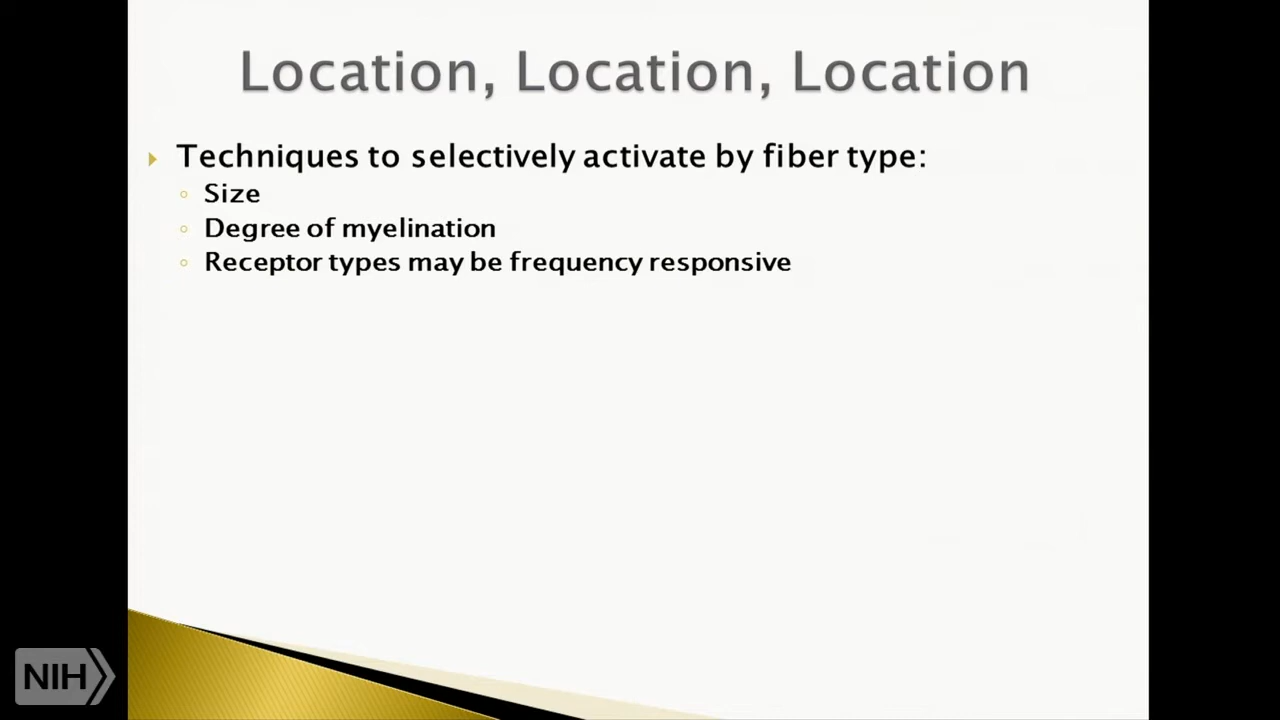 Location, Location, Location
Techniques to selectively activate by fiber type:
Size
Degree of myelination
Receptor types may be frequency responsive
NIH